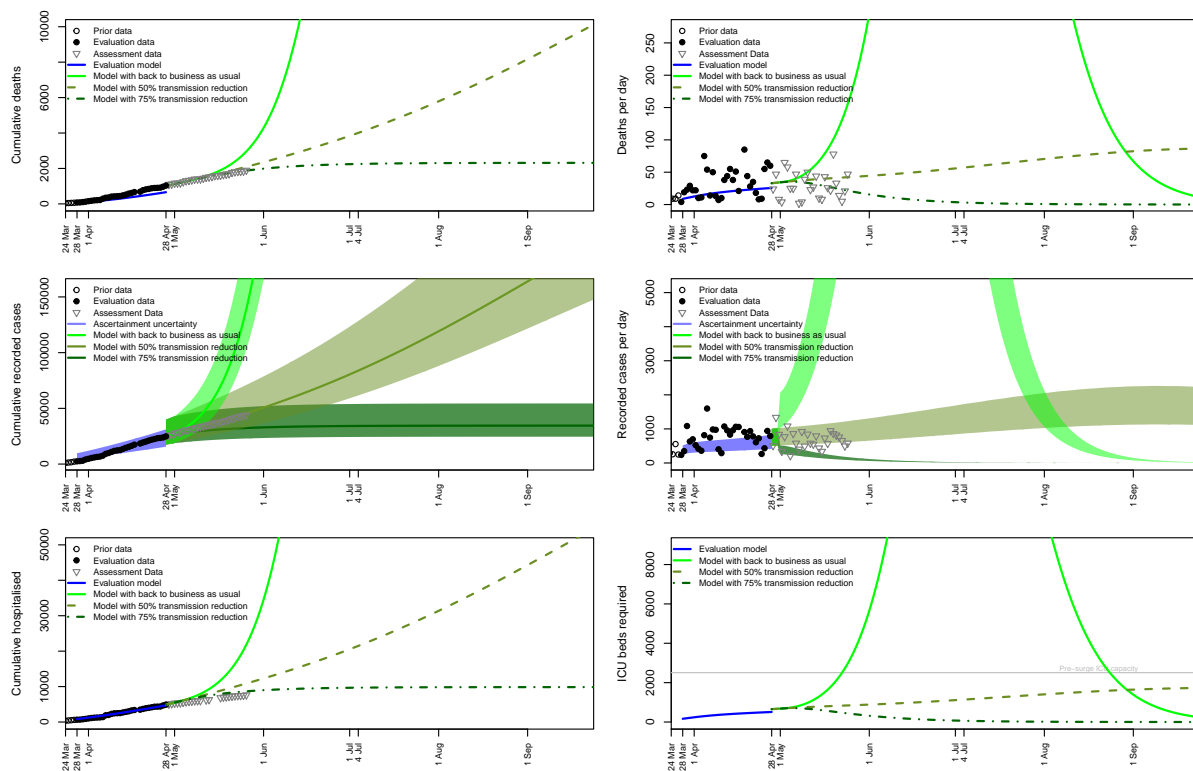 Cumulative deaths
10000
6000
2000
0
Prior data
Evaluation data
Assessment Data
Evaluation model
Model with back to business as usual
Model with 50% transmission reduction
Model with 75% transmission reduction
24 Mar
28 Mar
1 Apr
28 Apr
1 May
1 Jun
1 Jul
4 Jul
1 Aug
1 Sep
Deaths per day
250
150
100
50
0
Prior data
Evaluation data
Assessment Data
Evaluation model
Model with back to business as usual
Model with 50% transmission reduction
Model with 75% transmission reduction
24 Mar
28 Mar
1 Apr
28 Apr
1 May
1 Jun
1 Jul
4 Jul
1 Aug
1 Sep
Cumulative recorded cases
150000
100000
50000
0
Prior data
Evaluation data
Assessment Data
Ascertainment uncertainty
Model with back to business as usual
Model with 50% transmission reduction
Model with 75% transmission reduction
24 Mar
28 Mar
1 Apr
28 Apr
1 May
1 Jun
1 Jul
4 Jul
1 Aug
1 Sep
Recorded cases per day
5000
3000
1000
0
Prior data
Evaluation data
Assessment Data
Ascertainment uncertainty
Model with back to business as usual
Model with 50% transmission reduction
Model with 75% transmission reduction
24 Mar
28 Mar
1 Apr
28 Apr
1 May
1 Jun
1 Jul
4 Jul
1 Aug
1 Sep
Cumulative hospitalised
50000
30000
10000
0
Prior data
Evaluation data
Assessment Data
Evaluation model
Model with back to business as usual
Model with 50% transmission reduction
Model with 75% transmission reduction
24 Mar
28 Mar
1 Apr
28 Apr
1 May
1 Jun
1 Jul
4 Jul
1 Aug
1 Sep
ICU beds required
8000
6000
4000
2000
0
Evaluation model
Model with back to business as usual
Model with 50% transmission reduction
Model with 75% transmission reduction
Pre-surge ICU capacity
24 Mar
28 Mar
1 Apr
28 Apr
1 May
1 Jun
1 Jul
4 Jul
1 Aug
1 Sep